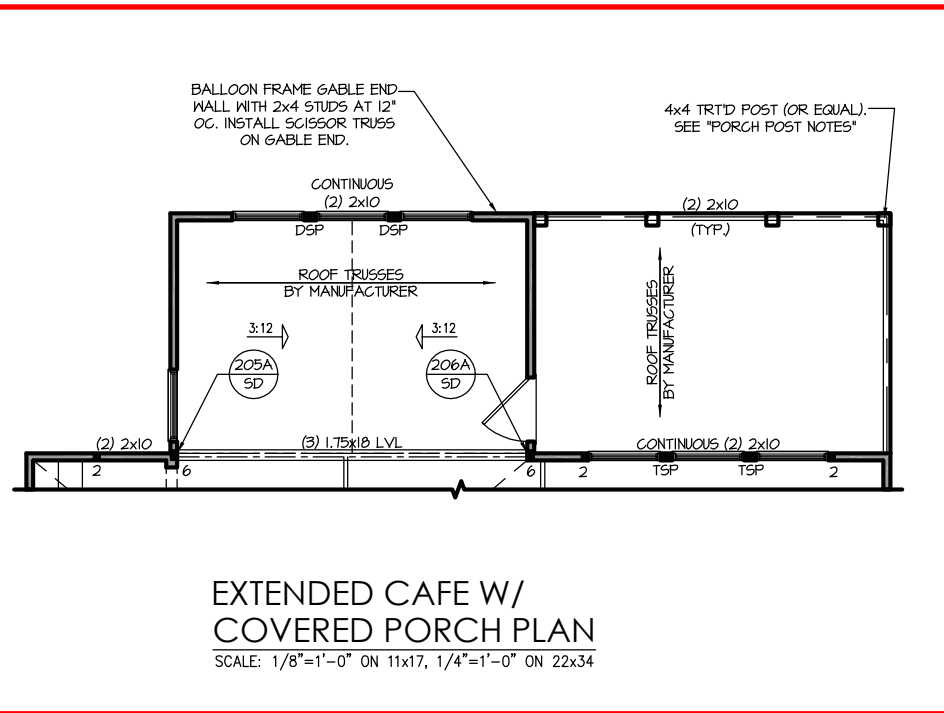 BALLOON FRAME GABLE END
WALL WITH 2x4 STUDS AT 12"
OC. INSTALL SCISSOR TRUSS
ON GABLE END.
4x4 TRT'D POST (OR EQUAL).
SEE "PORCH POST NOTES"
CONTINUOUS
(2) 2x10
DSP
DSP
(2) 2x10
(TYP.)
ROOF TRUSSES
BY MANUFACTURER
ROOF TRUSSES
BY MANUFACTURER
3:12
3:12
205A
SD
206A
SD
(2) 2x10
(3) 1.75x18 LVL
CONTINUOUS (2) 2x10
2
6
6
2
TSP
TSP
2
EXTENDED CAFE W/
COVERED PORCH PLAN
SCALE: 1/8"=1'-0" ON 11x17, 1/4"=1'-0" ON 22x34